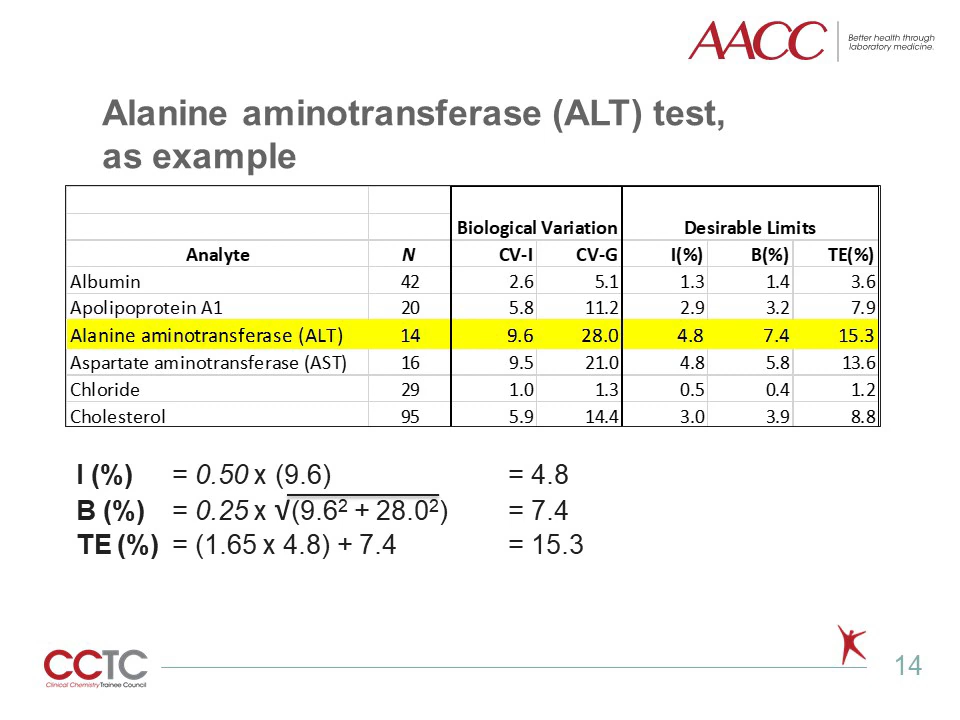 AACC
Better health through
laboratory medicine.
Alanine aminotransferase (ALT) test,
as example
Biological Variation Desirable Limits
Analyte N CV-I CV-G I(%) B(%) TE(%)
Albumin 42 2.6 5.1 1.3 1.4 3.6
Apolipoprotein A1 20 5.8 11.2 2.9 3.2 7.9
Alanine aminotransferase (ALT) 14 9.6 28.0 4.8 7.4 15.3
Aspartate aminotransferase (AST) 16 9.5 21.0 4.8 5.8 13.6
Chloride 29 1.0 1.3 0.5 0.4 1.2
Cholesterol 95 5.9 14.4 3.0 3.9 8.8
I (%) = 0.50 x (9.6) = 4.8
B (%) = 0.25 x √(9.6² + 28.0²) = 7.4
TE (%) = (1.65 x 4.8) + 7.4 = 15.3
CCTC
Clinical Chemistry Trainee Council
14